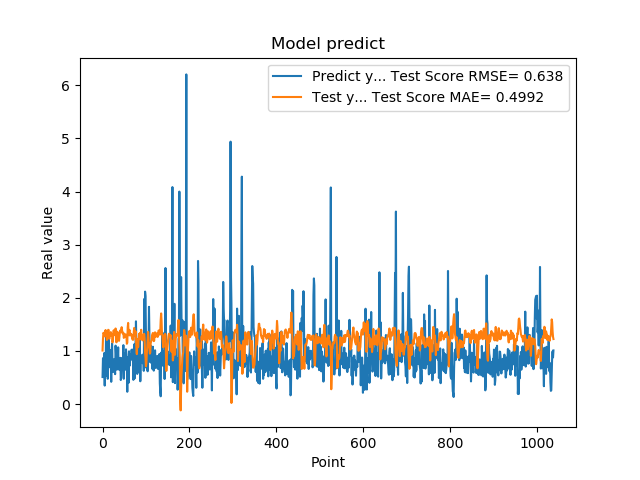 Model predict
Predict y... Test Score RMSE= 0.638
Test y... Test Score MAE= 0.4992
Real value
6
5
4
3
2
1
0
0 200 400 600 800 1000
Point